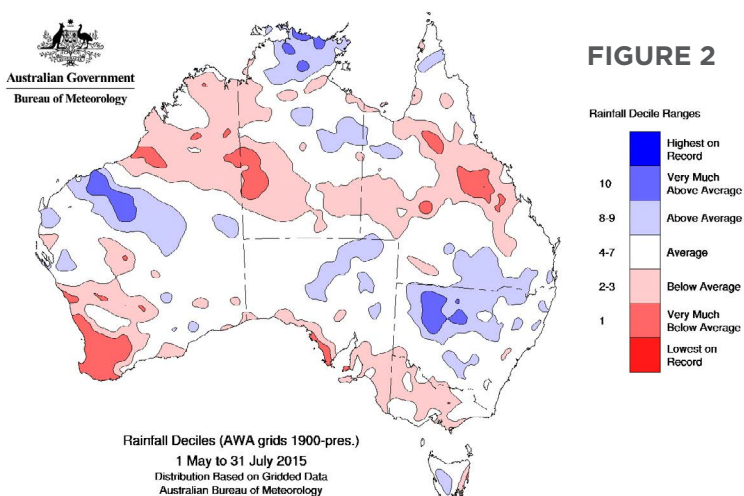 Australian Government
Bureau of Meteorology
FIGURE 2
Rainfall Decile Ranges
Highest on
Record
10
Very Much
Above Average
8-9
Above Average
4-7
Average
2-3
Below Average
1
Very Much
Below Average
Lowest on
Record
Rainfall Deciles (AWA grids 1900-pres.)
1 May to 31 July 2015
Distribution Based on Gridded Data
Australian Bureau of Meteorology